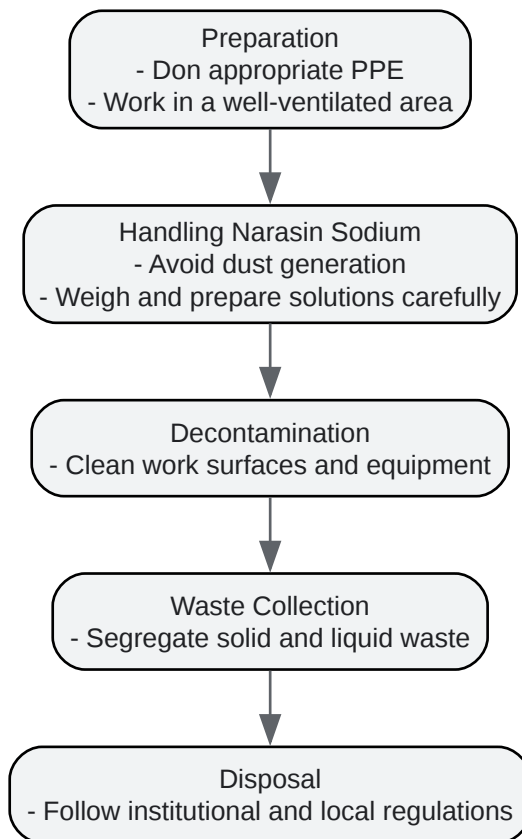 Preparation
- Don appropriate PPE
- Work in a well-ventilated area
Handling Narasin Sodium
- Avoid dust generation
- Weigh and prepare solutions carefully
Decontamination
- Clean work surfaces and equipment
Waste Collection
- Segregate solid and liquid waste
Disposal
- Follow institutional and local regulations